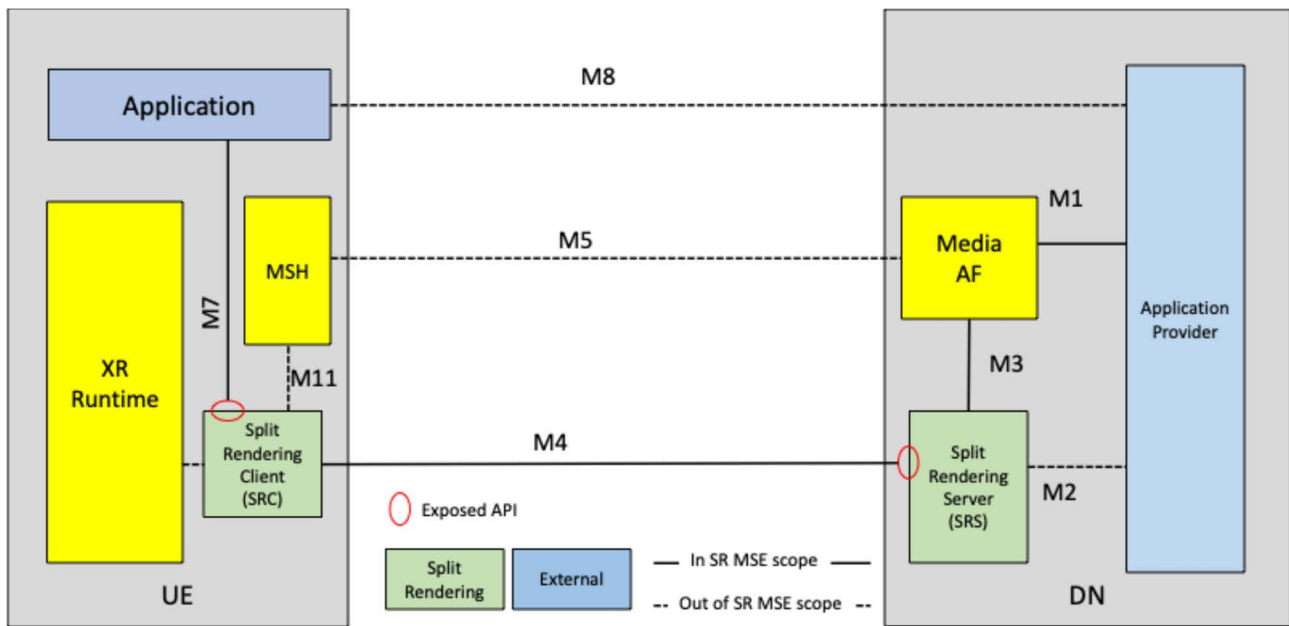 M8
Application
M1
M5
Media
AF
MSH
M7
Application
Provider
XR
Runtime
M11
M3
Split
Rendering
Client
(SRC)
M4
Split
Rendering
Server
(SRS)
M2
Exposed API
Split
Rendering
External
In SR MSE scope
Out of SR MSE scope
UE
DN